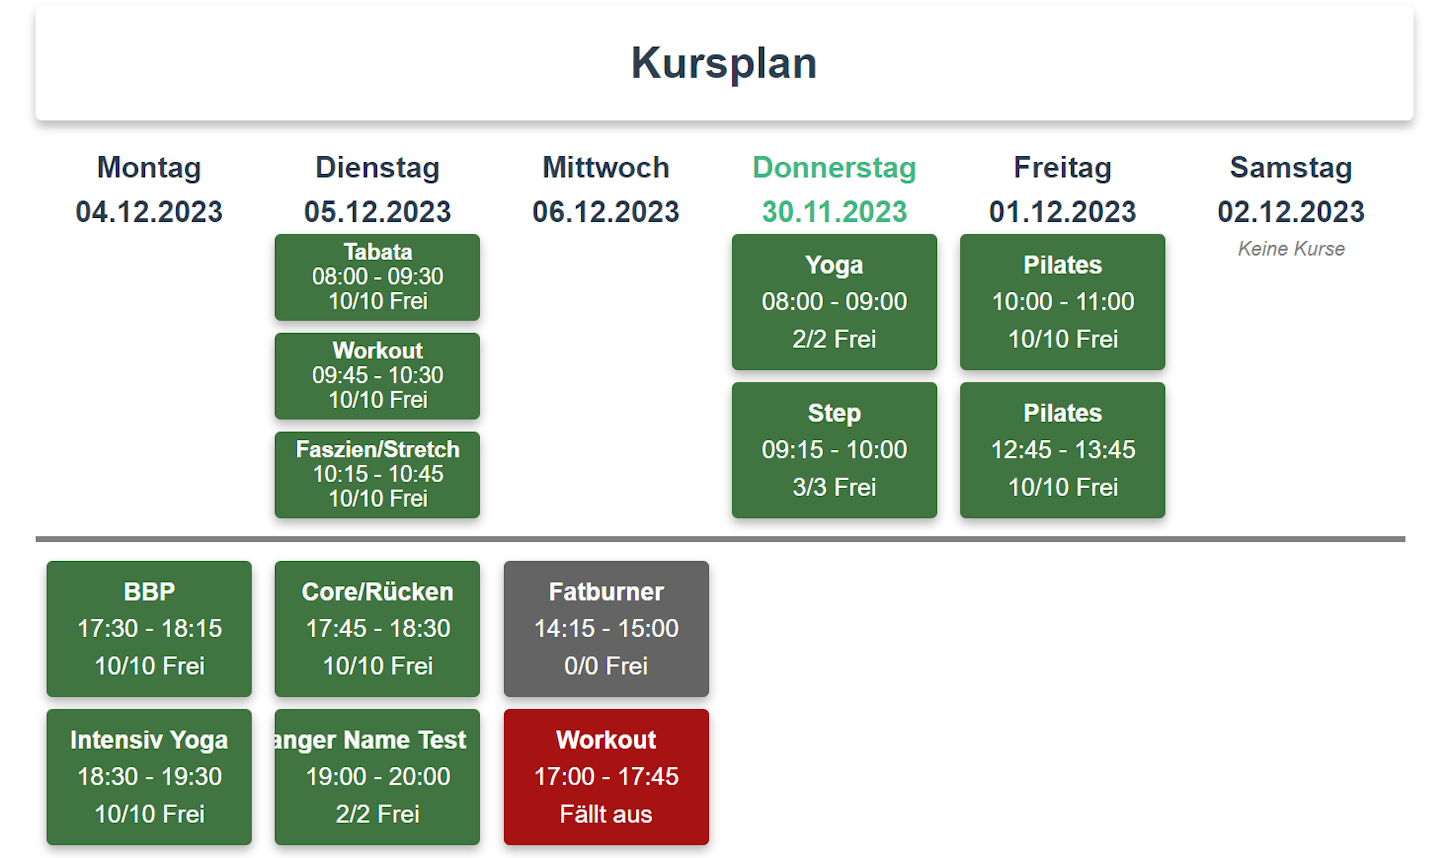 Kursplan
Montag
04.12.2023
Dienstag
05.12.2023
Mittwoch
06.12.2023
Donnerstag
30.11.2023
Freitag
01.12.2023
Samstag
02.12.2023
Tabata
08:00 - 09:30
10/10 Frei
Workout
09:45 - 10:30
10/10 Frei
Faszien/Stretch
10:15 - 10:45
10/10 Frei
Yoga
08:00 - 09:00
2/2 Frei
Step
09:15 - 10:00
3/3 Frei
Pilates
10:00 - 11:00
10/10 Frei
Pilates
12:45 - 13:45
10/10 Frei
Keine Kurse
BBP
17:30 - 18:15
10/10 Frei
Intensiv Yoga
18:30 - 19:30
10/10 Frei
Core/Rücken
17:45 - 18:30
10/10 Frei
anger Name Test
19:00 - 20:00
2/2 Frei
Fatburner
14:15 - 15:00
0/0 Frei
Workout
17:00 - 17:45
Fällt aus